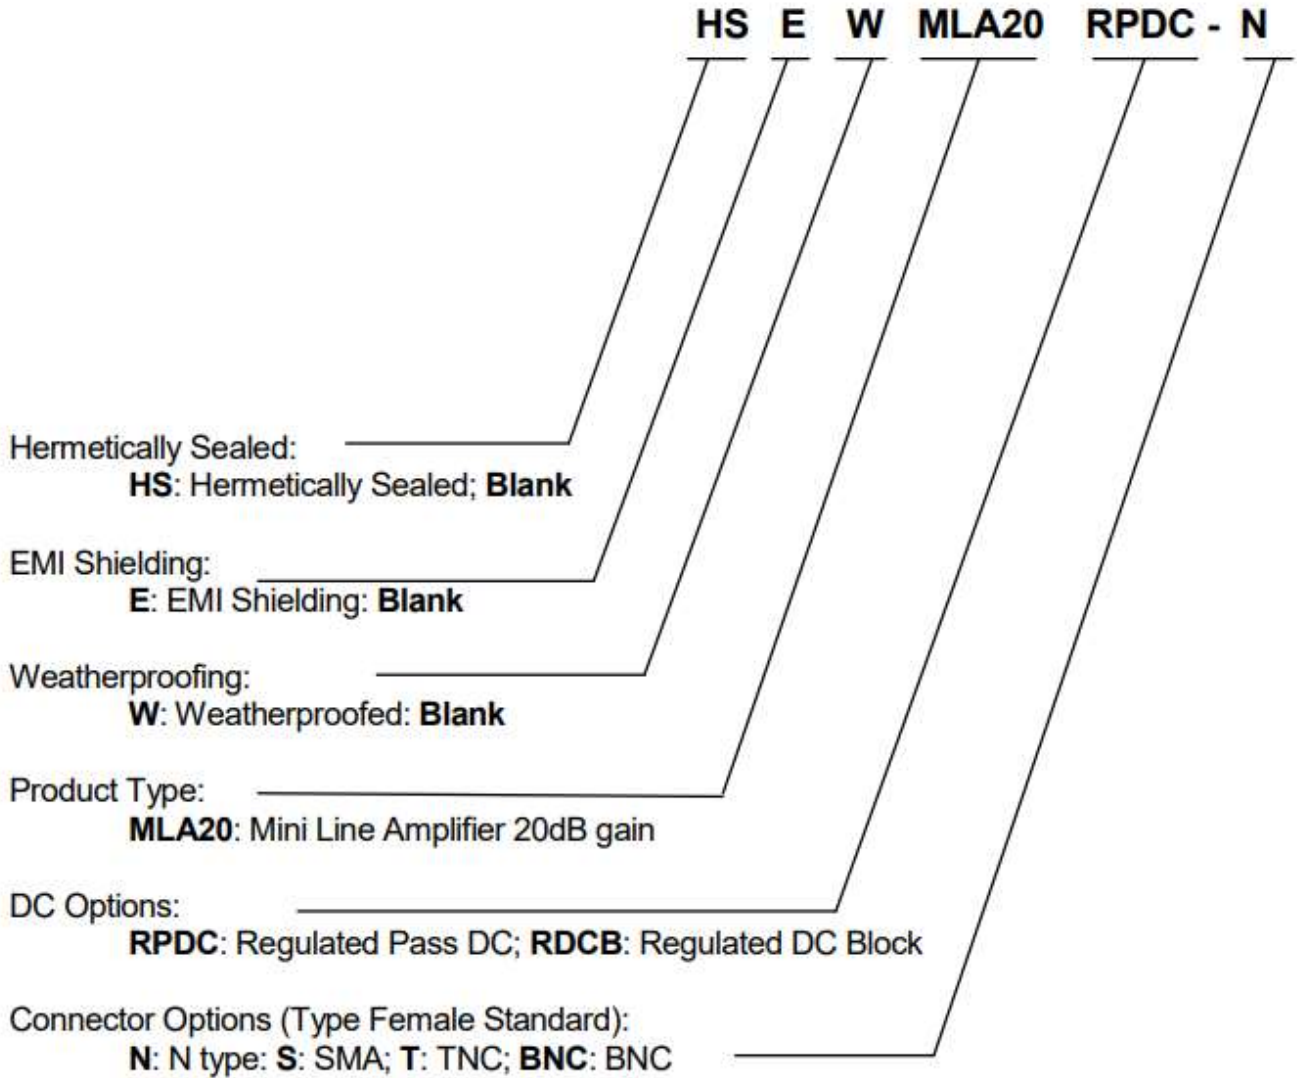 HS E W MLA20 RPDC - N
Hermetically Sealed:
HS: Hermetically Sealed; Blank
EMI Shielding:
E: EMI Shielding: Blank
Weatherproofing:
W: Weatherproofed: Blank
Product Type:
MLA20: Mini Line Amplifier 20dB gain
DC Options:
RPDC: Regulated Pass DC; RDCB: Regulated DC Block
Connector Options (Type Female Standard):
N: N type: S: SMA; T: TNC; BNC: BNC